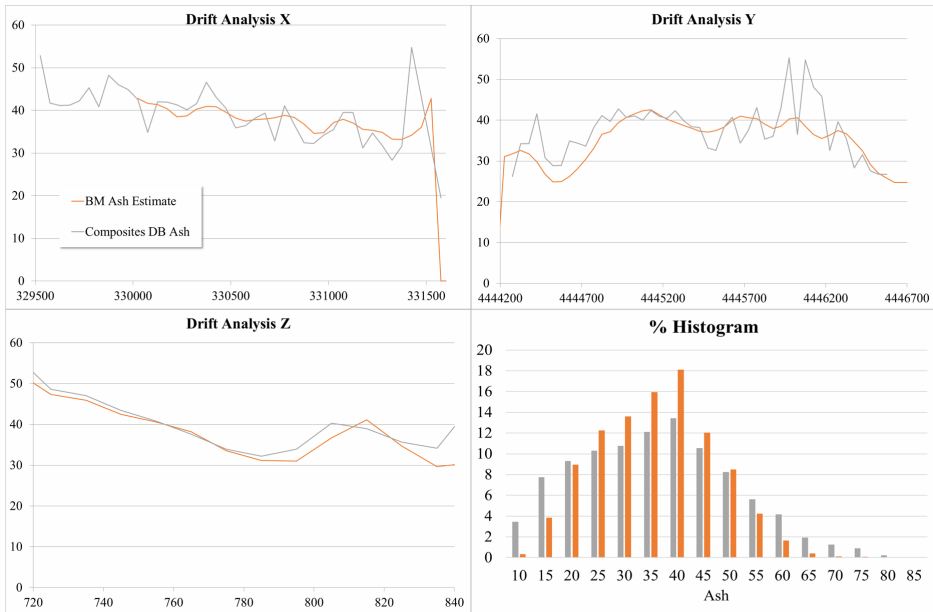 Drift Analysis X
60
50
40
30
20
10
0
BM Ash Estimate
Composites DB Ash
329500 330000 330500 331000 331500
Drift Analysis Y
60
50
40
30
20
10
0
4444200 4444700 4445200 4445700 4446200 4446700
Drift Analysis Z
60
50
40
30
20
10
0
720 740 760 780 800 820 840
% Histogram
20
18
16
14
12
10
8
6
4
2
0
10 15 20 25 30 35 40 45 50 55 60 65 70 75 80 85
Ash